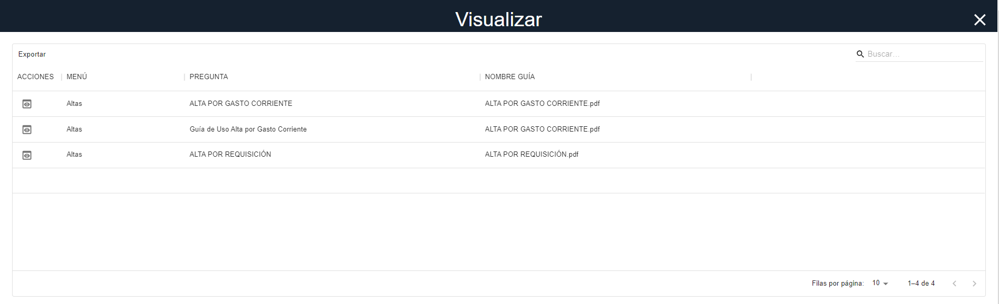 Visualizar
Exportar
Buscar...
ACCIONES MENÚ PREGUNTA NOMBRE GUÍA
Altas ALTA POR GASTO CORRIENTE ALTA POR GASTO CORRIENTE.pdf
Altas Guía de Uso Alta por Gasto Corriente ALTA POR GASTO CORRIENTE.pdf
Altas ALTA POR REQUISICIÓN ALTA POR REQUISICIÓN.pdf
Filas por página: 10 1–4 de 4